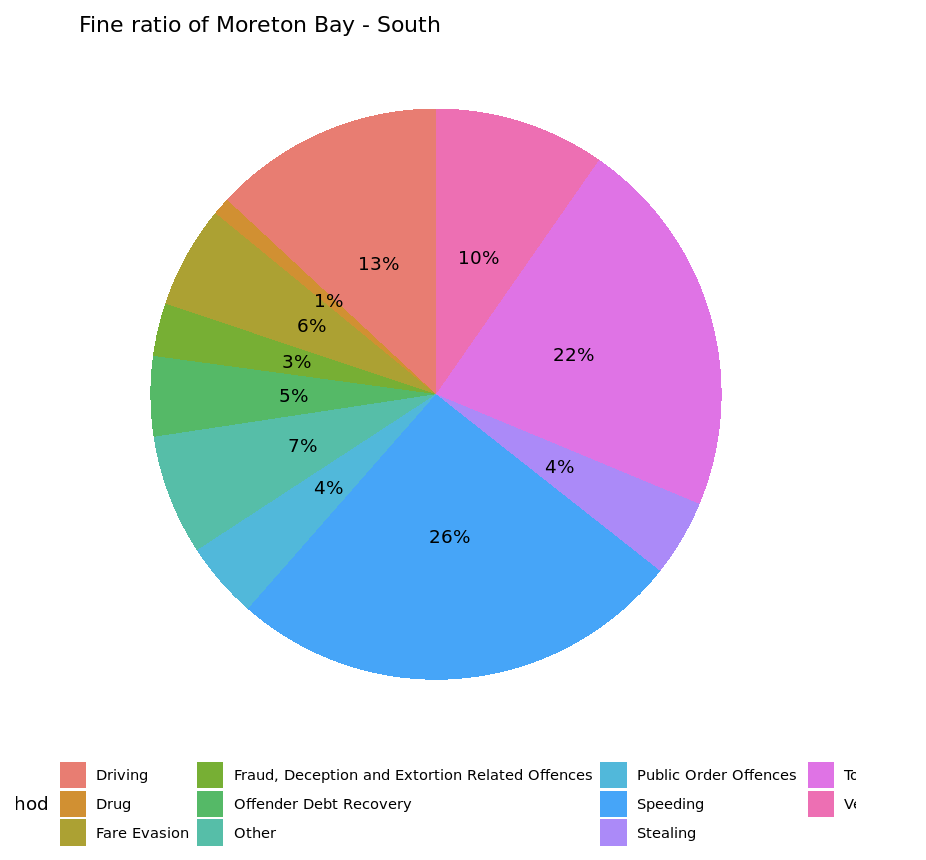 Fine ratio of Moreton Bay - South
13%
10%
1%
6%
22%
3%
5%
7%
4%
4%
26%
Driving
Fraud, Deception and Extortion Related Offences
Public Order Offences
hod
Drug
Offender Debt Recovery
Speeding
Fare Evasion
Other
Stealing